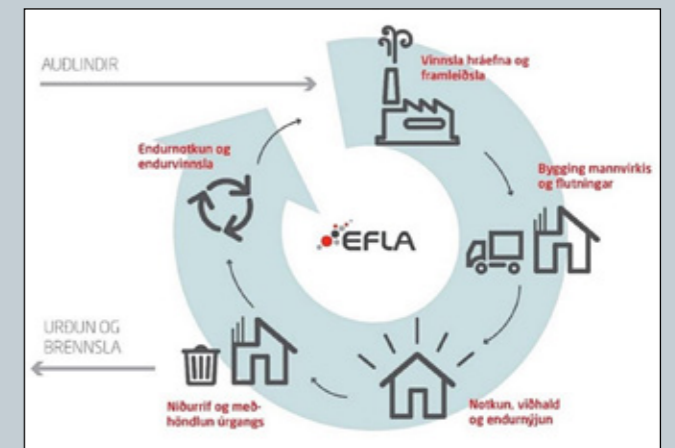 AUÐLINDIR
Vinnsla hráefna og
framleiðsla
Endurnotkun og
endurvinnsla
Bygging mannvirkis
og flutningar
EFLA
URÐUN OG
BRENNSLA
Niðurrif og með-
höndlun úrgangs
Notkun, viðhald
og endurnýjun